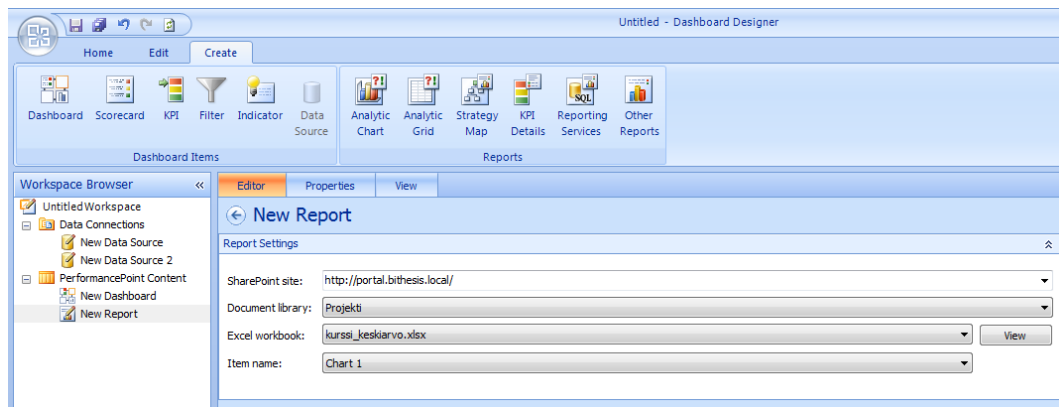 Untitled - Dashboard Designer
Home Edit Create
Dashboard Scorecard KPI Filter Indicator Data Source Analytic Chart Analytic Grid Strategy Map KPI Details Reporting Services Other Reports
Dashboard Items Reports
Workspace Browser «
Untitled Workspace
Data Connections
New Data Source
New Data Source 2
PerformancePoint Content
New Dashboard
New Report
Editor Properties View
New Report
Report Settings
SharePoint site: http://portal.bithesis.local/
Document library: Projekti
Excel workbook: kurssi_keskiarvo.xlsx View
Item name: Chart 1